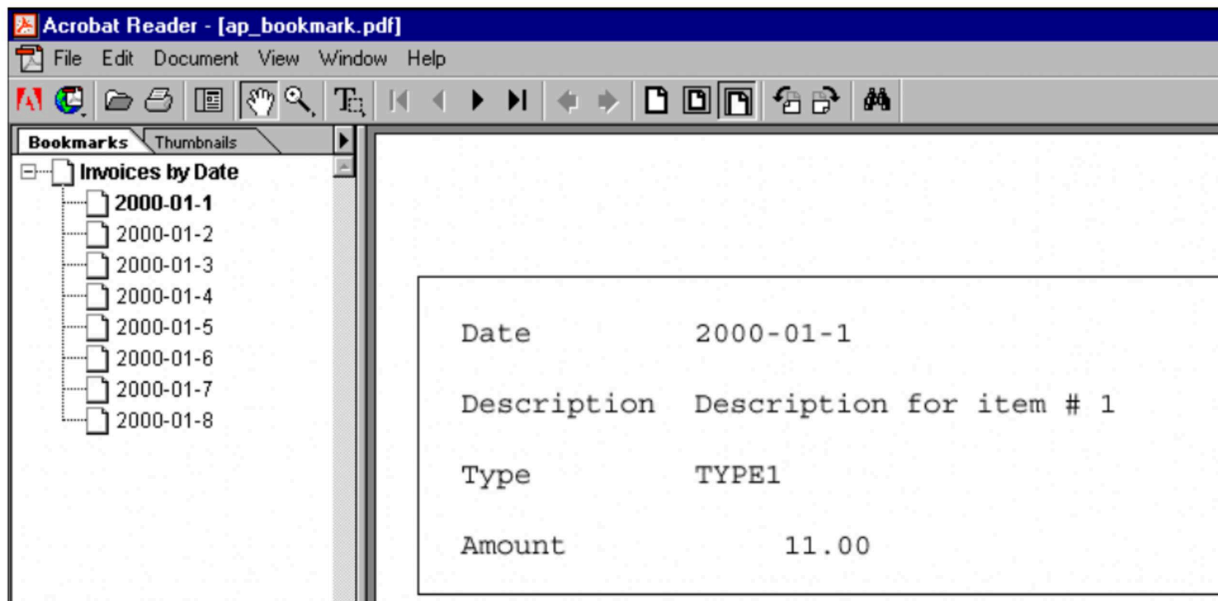 Acrobat Reader - [ap_bookmark.pdf]
File Edit Document View Window Help
Bookmarks Thumbnails
Invoices by Date
2000-01-1
2000-01-2
2000-01-3
2000-01-4
2000-01-5
2000-01-6
2000-01-7
2000-01-8
Date 2000-01-1
Description Description for item # 1
Type TYPE1
Amount 11.00